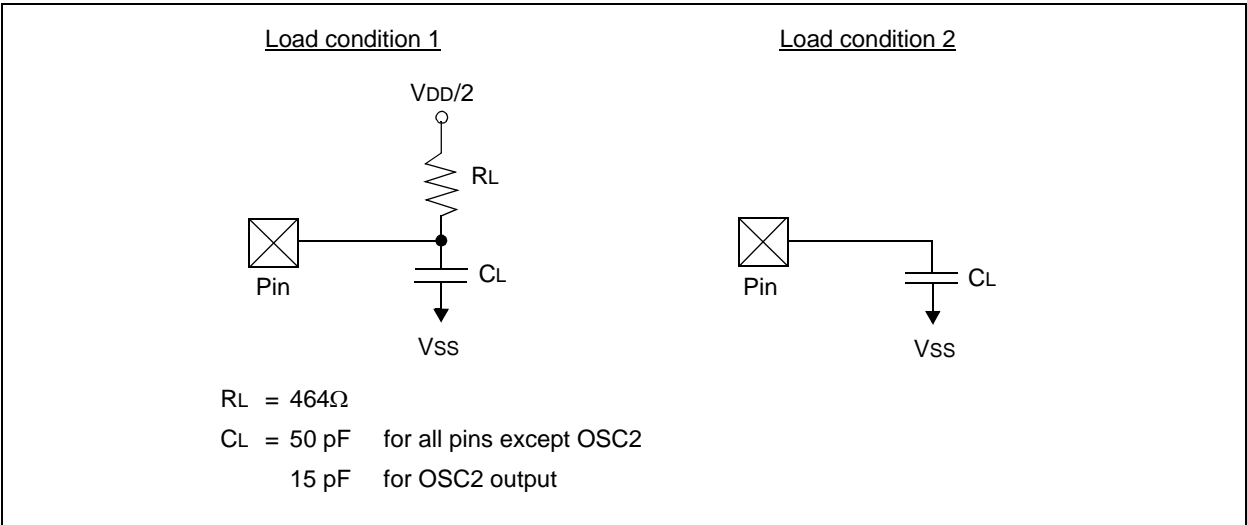 Load condition 1
VDD/2
RL
Pin
CL
VSS
Load condition 2
Pin
CL
VSS
RL = 464Ω
CL = 50 pF for all pins except OSC2
15 pF for OSC2 output